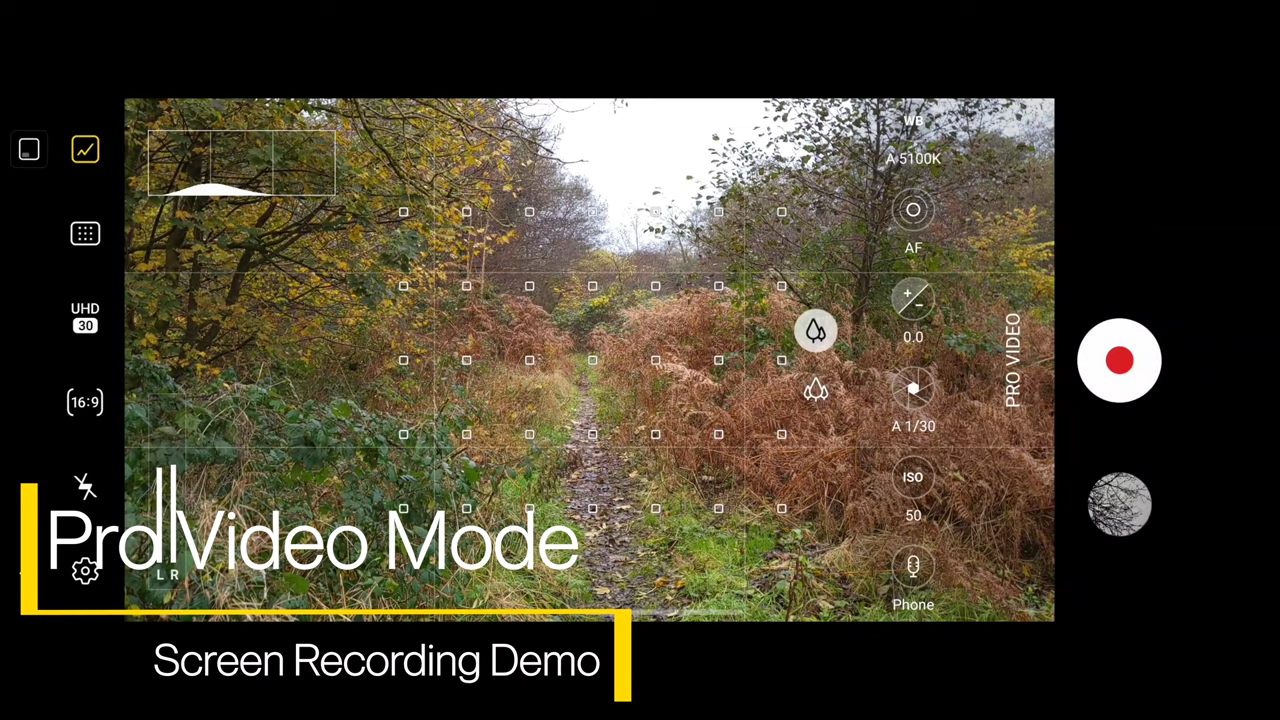 WB
A 5100K
AF
UHD
30
0.0
PRO VIDEO
16:9
A 1/30
ISO
50
Pro Video Mode
L R
Phone
Screen Recording Demo